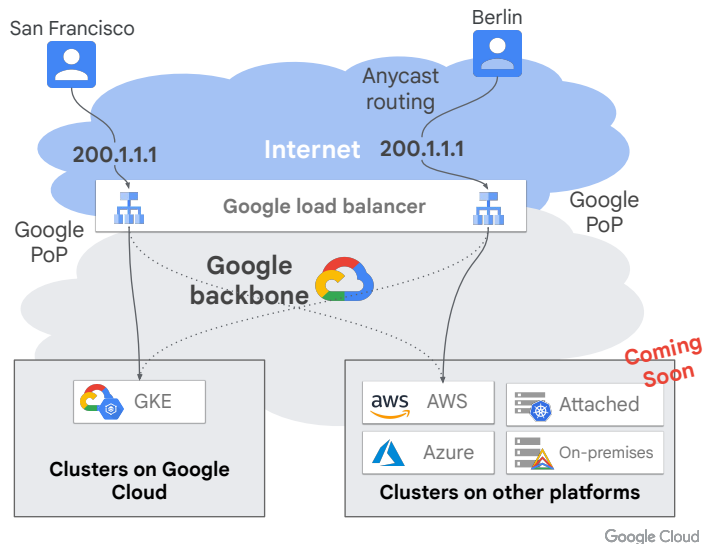 San Francisco
Berlin
Anycast
routing
200.1.1.1
Internet
200.1.1.1
Google load balancer
Google
PoP
Google
PoP
Google
backbone
Coming
Soon
GKE
Clusters on Google
Cloud
aws
AWS
Attached
Azure
On-premises
Clusters on other platforms
Google Cloud